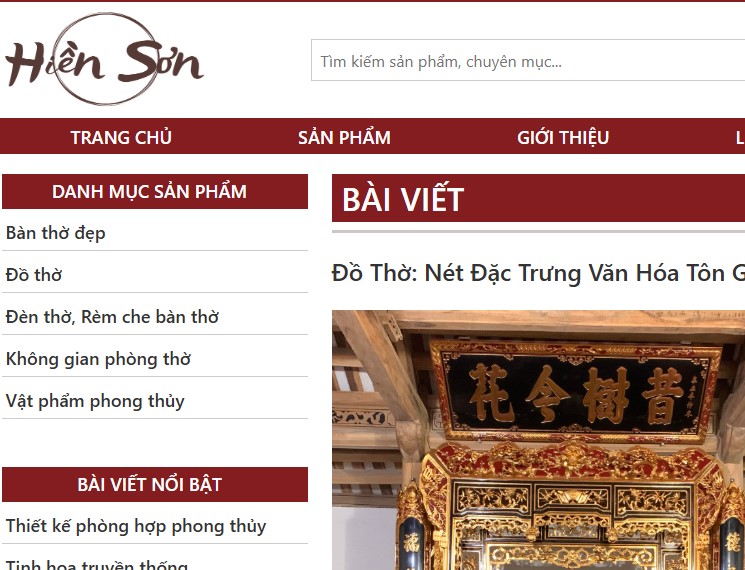 Hiền Sơn
Tìm kiếm sản phẩm, chuyên mục...
TRANG CHỦ
SẢN PHẨM
GIỚI THIỆU
L
DANH MỤC SẢN PHẨM
Bàn thờ đẹp
Đồ thờ
Đèn thờ, Rèm che bàn thờ
Không gian phòng thờ
Vật phẩm phong thủy
BÀI VIẾT NỔI BẬT
Thiết kế phòng hợp phong thủy
Tinh hoa truyền thống
BÀI VIẾT
Đồ Thờ: Nét Đặc Trưng Văn Hóa Tôn G
花今樹昔